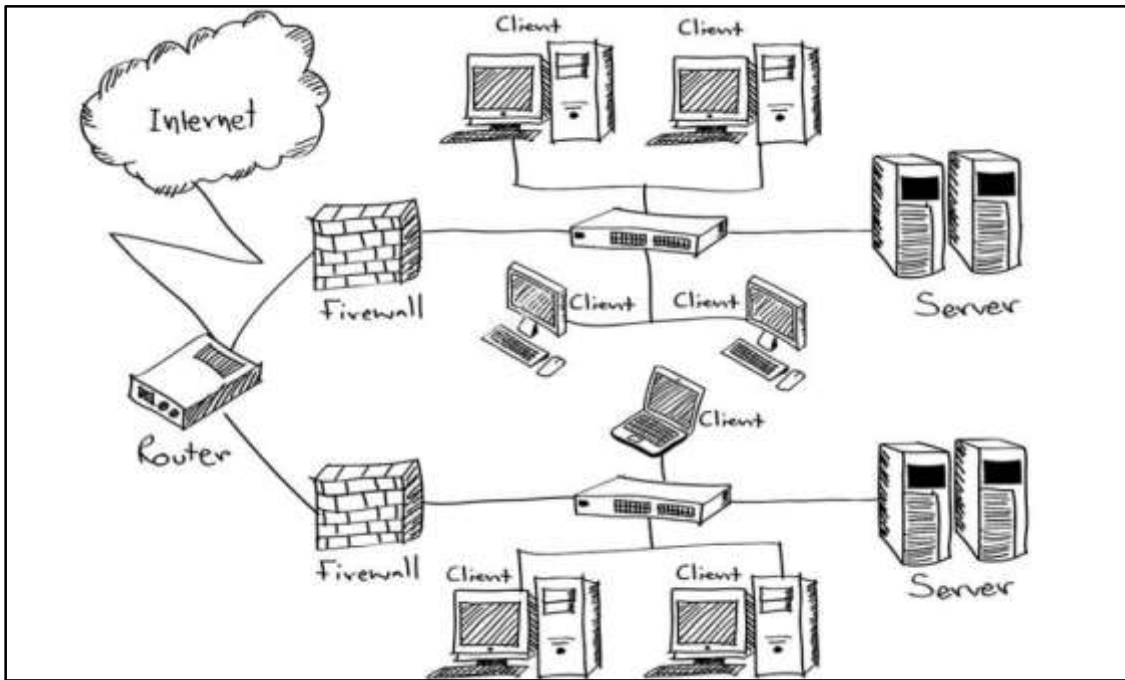 Client
Client
Internet
Firewall
Client
Client
Server
Client
Router
Firewall
Client
Client
Server